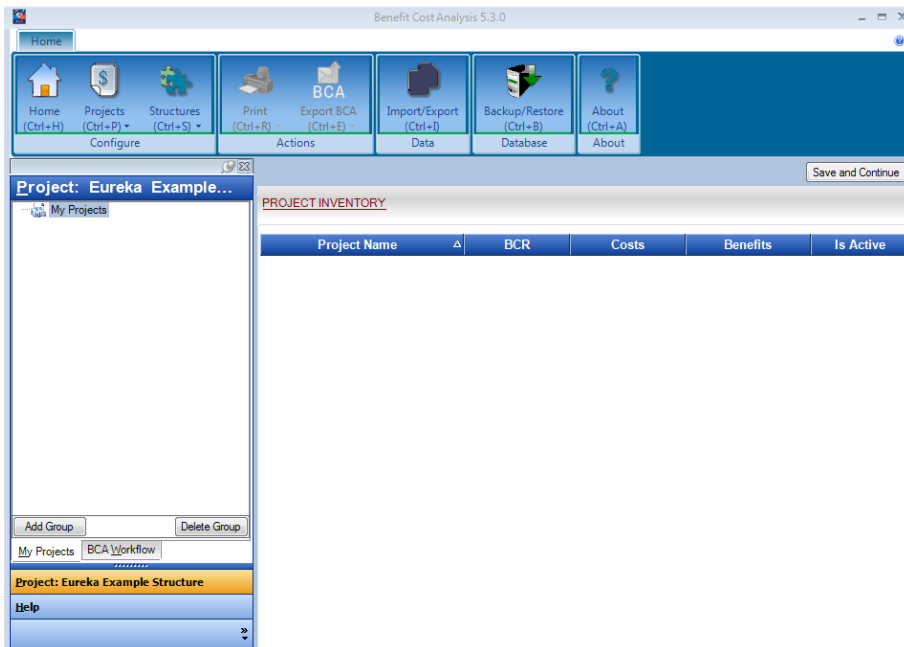 Benefit Cost Analysis 5.3.0
Home
BCA
Home Projects Structures Print Export BCA Import/Export Backup/Restore About
(Ctrl+H) (Ctrl+P) (Ctrl+S) (Ctrl+R) (Ctrl+E) (Ctrl+I) (Ctrl+B) (Ctrl+A)
Configure Actions Data Database About
Save and Continue
Project: Eureka Example...
My Projects
PROJECT INVENTORY
Project Name BCR Costs Benefits Is Active
Add Group Delete Group
My Projects BCA Workflow
Project: Eureka Example Structure
Help